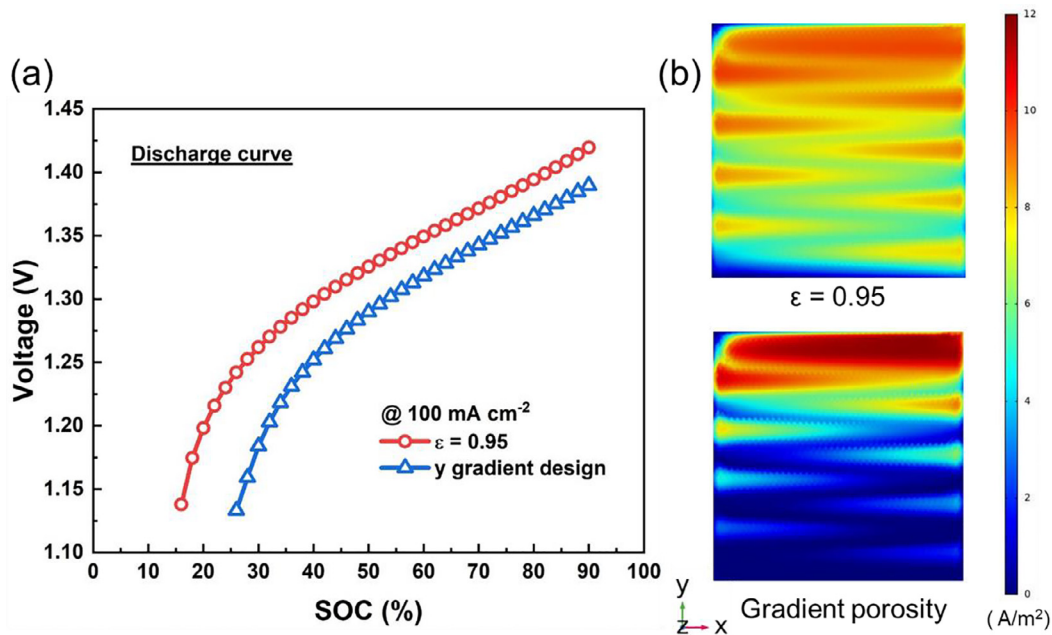 (a)
1.45
1.40
1.35
1.30
1.25
1.20
1.15
1.10
Voltage (V)
Discharge curve
@ 100 mA cm-2
ε = 0.95
y gradient design
0 10 20 30 40 50 60 70 80 90 100
SOC (%)
(b)
ε = 0.95
Gradient porosity
y
z x
12
10
8
6
4
2
0
(A/m²)